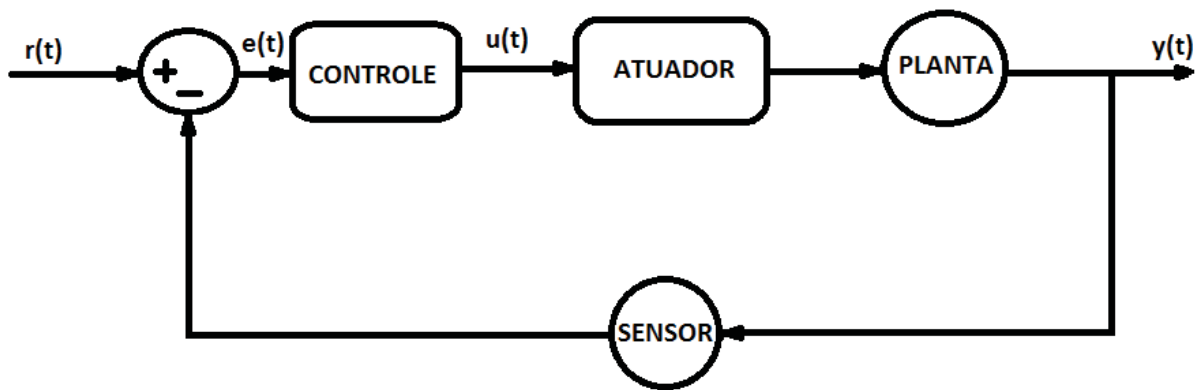 r(t)
+
−
e(t)
CONTROLE
u(t)
ATUADOR
PLANTA
y(t)
SENSOR